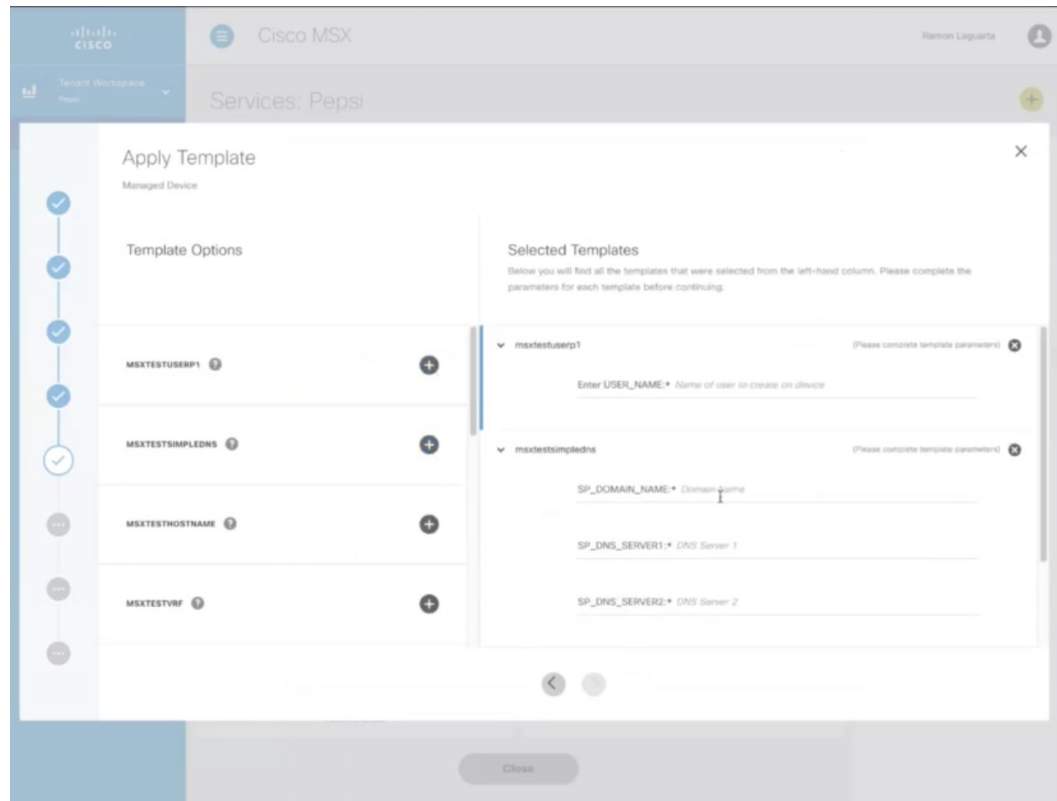 CISCO
Cisco MSX
Ramon Laguarta
Tenant Workspace
Pepsi
Services: Pepsi
Apply Template
Managed Device
Template Options
Selected Templates
Below you will find all the templates that were selected from the left-hand column. Please complete the
parameters for each template before continuing.
MSXTESTUSERP1
msxtestuserp1
(Please complete template parameters)
Enter USER_NAME:* Name of user to create on device
MSXTESTSIMPLEDNS
msxtestsimpledns
(Please complete template parameters)
SP_DOMAIN_NAME:* Domain Name
MSXTESTHOSTNAME
SP_DNS_SERVER1:* DNS Server 1
MSXTESTVRF
SP_DNS_SERVER2:* DNS Server 2
Close